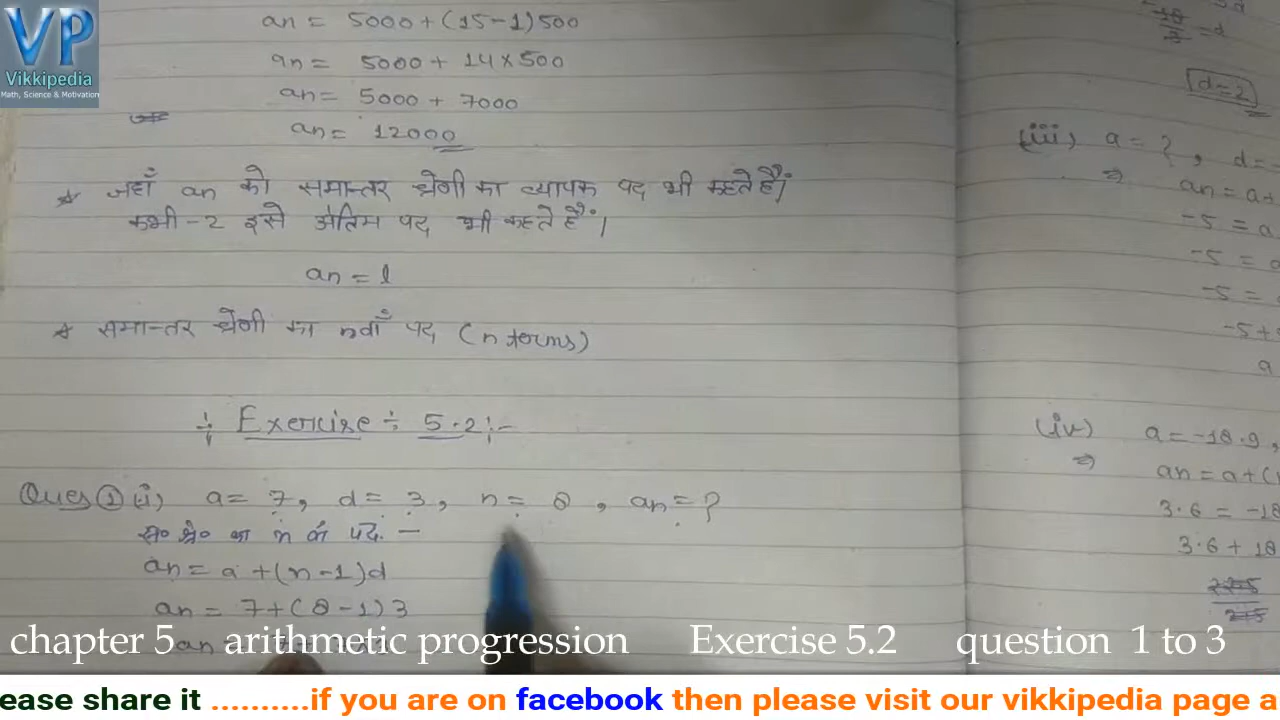 VP
Vikkipedia
Math, Science & Motivation
an = 5000 + (15-1)500
an = 5000 + 14 × 500
an = 5000 + 7000
an = 12000
* जहाँ an को समान्तर श्रेणी का व्यापक पद भी कहते हैं।
कभी-2 इसे अंतिम पद भी कहते हैं।
an = l
* समान्तर श्रेणी का nवाँ पद (n terms)
÷ Exercise ÷ 5.2 :-
Ques ① (i) a = 7, d = 3, n = 8, an = ?
स० श्रे० का n वाँ पद -
an = a + (n-1)d
an = 7 + (8-1)3
an
= d
d=2
(iii) a = ?, d = -
⇒ an = a+
-5 = a
-5 =
-5 =
-5 +
a
(iv) a = -18.9,
⇒ an = a + (
3.6 = -18
3.6 + 18
chapter 5 arithmetic progression Exercise 5.2 question 1 to 3
ease share it ..........if you are on facebook then please visit our vikkipedia page a